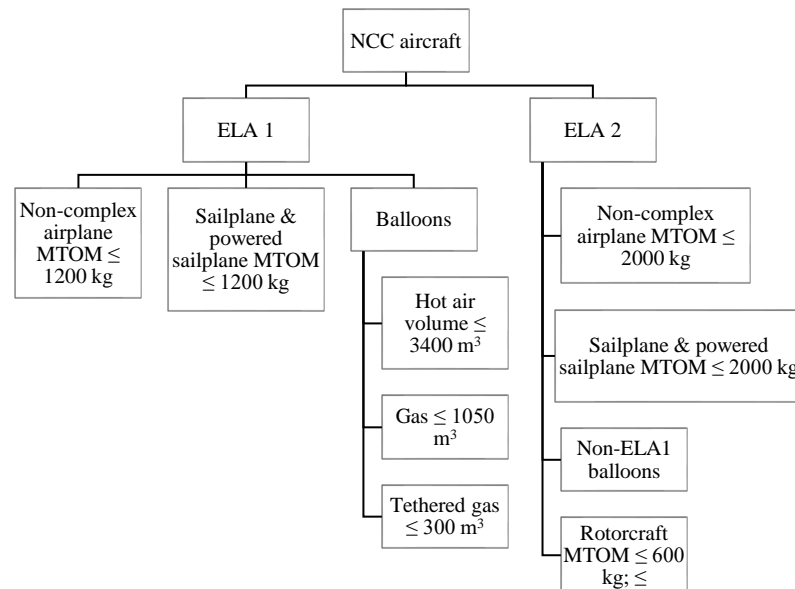 NCC aircraft
ELA 1
ELA 2
Non-complex
airplane
MTOM ≤
1200 kg
Sailplane &
powered
sailplane MTOM
≤ 1200 kg
Balloons
Hot air
volume ≤
3400 m³
Gas ≤ 1050
m³
Tethered gas
≤ 300 m³
Non-complex
airplane MTOM ≤
2000 kg
Sailplane & powered
sailplane MTOM ≤ 2000 kg
Non-ELA1
balloons
Rotorcraft
MTOM ≤ 600
kg; ≤